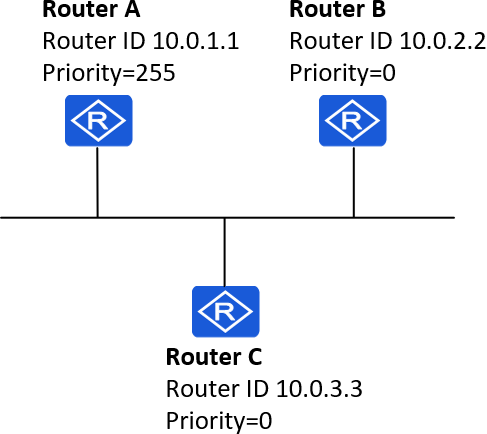 Router A
Router ID 10.0.1.1
Priority=255
Router B
Router ID 10.0.2.2
Priority=0
R
R
R
Router C
Router ID 10.0.3.3
Priority=0